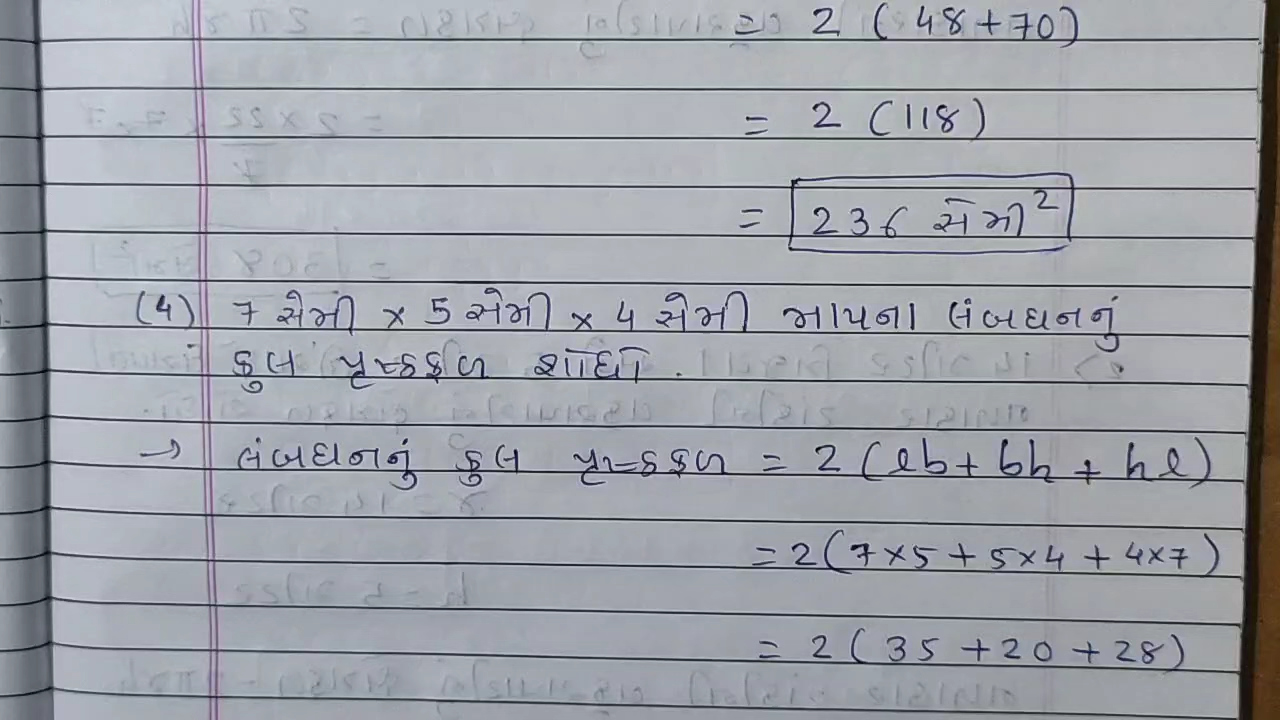 = 2 (48+70)
= 2 (118)
= 236 સેમી²
(4) 7 સેમી × 5 સેમી × 4 સેમી માપના લંબઘનનું
કુલ પૃષ્ઠફળ શોધો.
→ લંબઘનનું કુલ પૃષ્ઠફળ = 2 (lb + bh + hl)
= 2 (7×5 + 5×4 + 4×7)
= 2 (35 + 20 + 28)